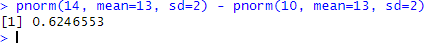 > pnorm(14, mean=13, sd=2) - pnorm(10, mean=13, sd=2)
[1] 0.6246553
>